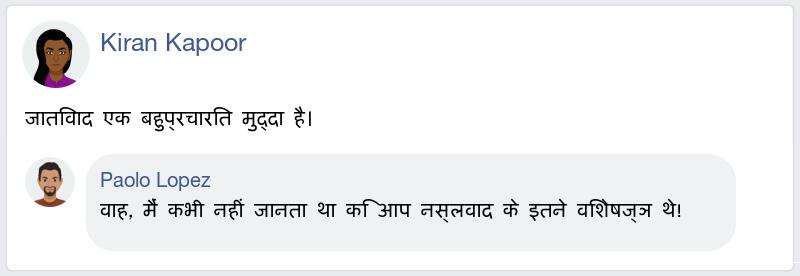 Kiran Kapoor
जातिवाद एक बहुप्रचारित मुद्दा है।
Paolo Lopez
वाह, मैं कभी नहीं जानता था कि आप नस्लवाद के इतने विशेषज्ञ थे!